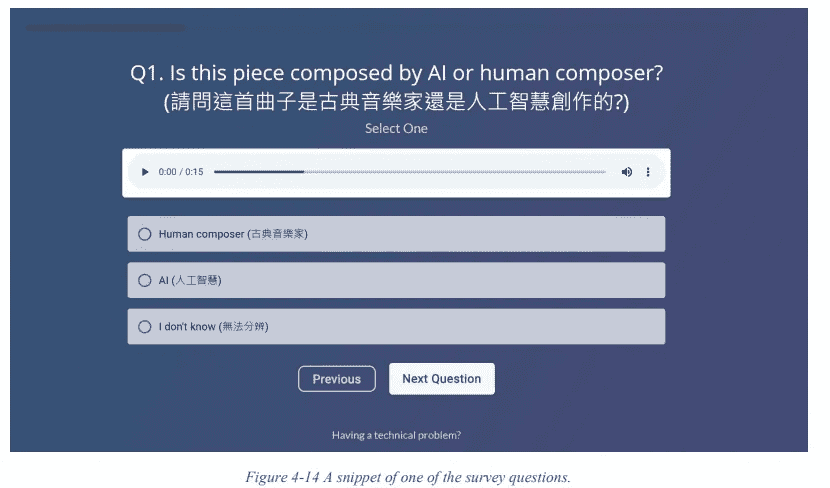 Q1. Is this piece composed by AI or human composer?
(請問這首曲子是古典音樂家還是人工智慧創作的?)
Select One
0:00 / 0:15
Human composer (古典音樂家)
AI (人工智慧)
I don't know (無法分辨)
Previous
Next Question
Having a technical problem?
Figure 4-14 A snippet of one of the survey questions.